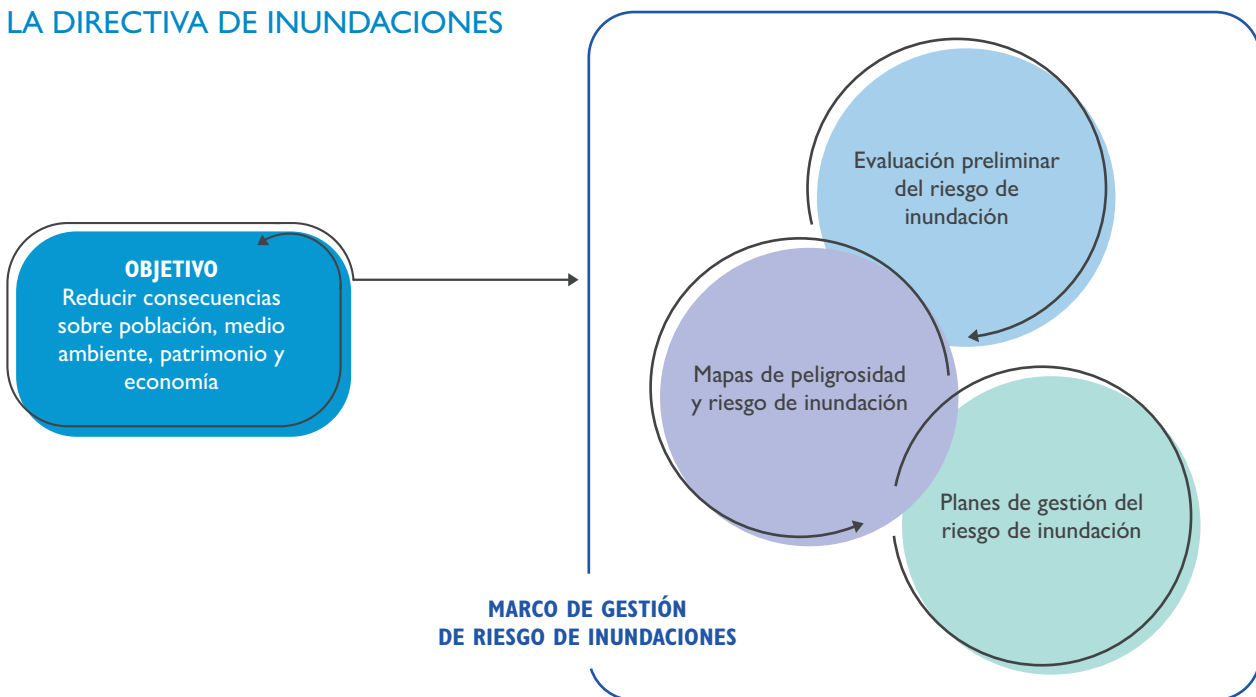 LA DIRECTIVA DE INUNDACIONES
OBJETIVO
Reducir consecuencias
sobre población, medio
ambiente, patrimonio y
economía
Evaluación preliminar
del riesgo de
inundación
Mapas de peligrosidad
y riesgo de inundación
Planes de gestión del
riesgo de inundación
MARCO DE GESTIÓN
DE RIESGO DE INUNDACIONES